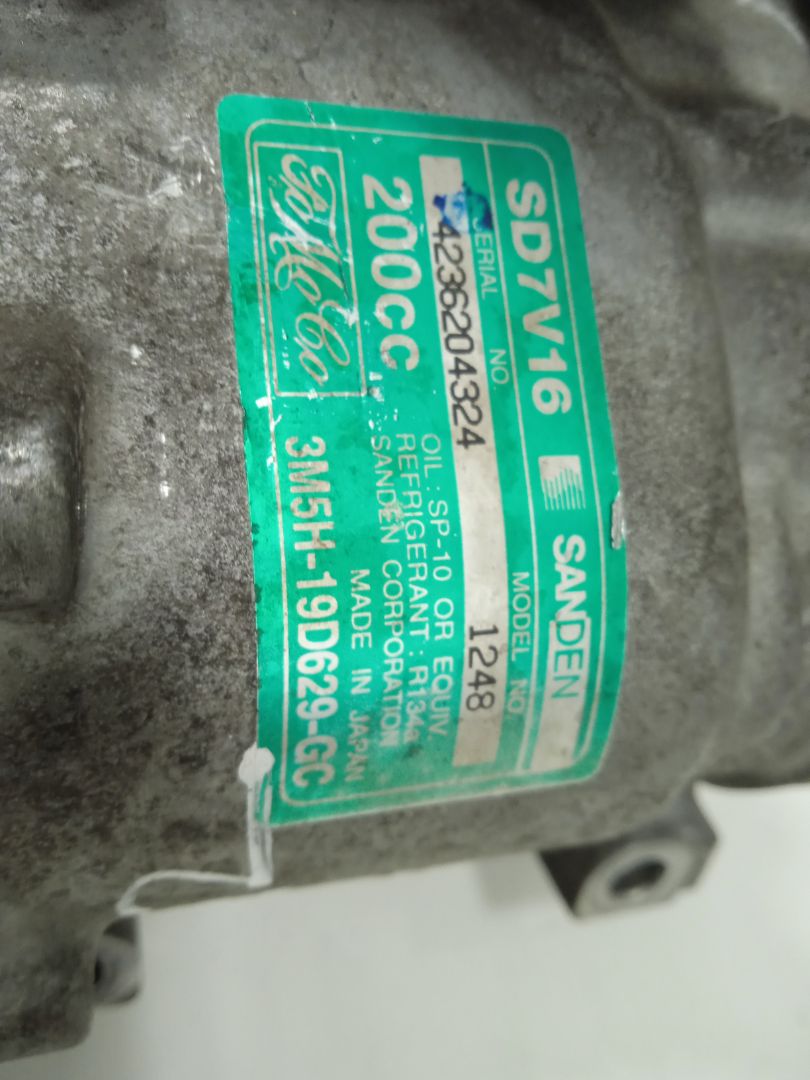 SD7V16 SANDEN
SERIAL NO. MODEL NO.
4236204324 1248
200CC OIL : SP-10 OR EQUIV.
REFRIGERANT : R134a
SANDEN CORPORATION
MADE IN JAPAN
FoMoCo 3M5H-19D629-GC